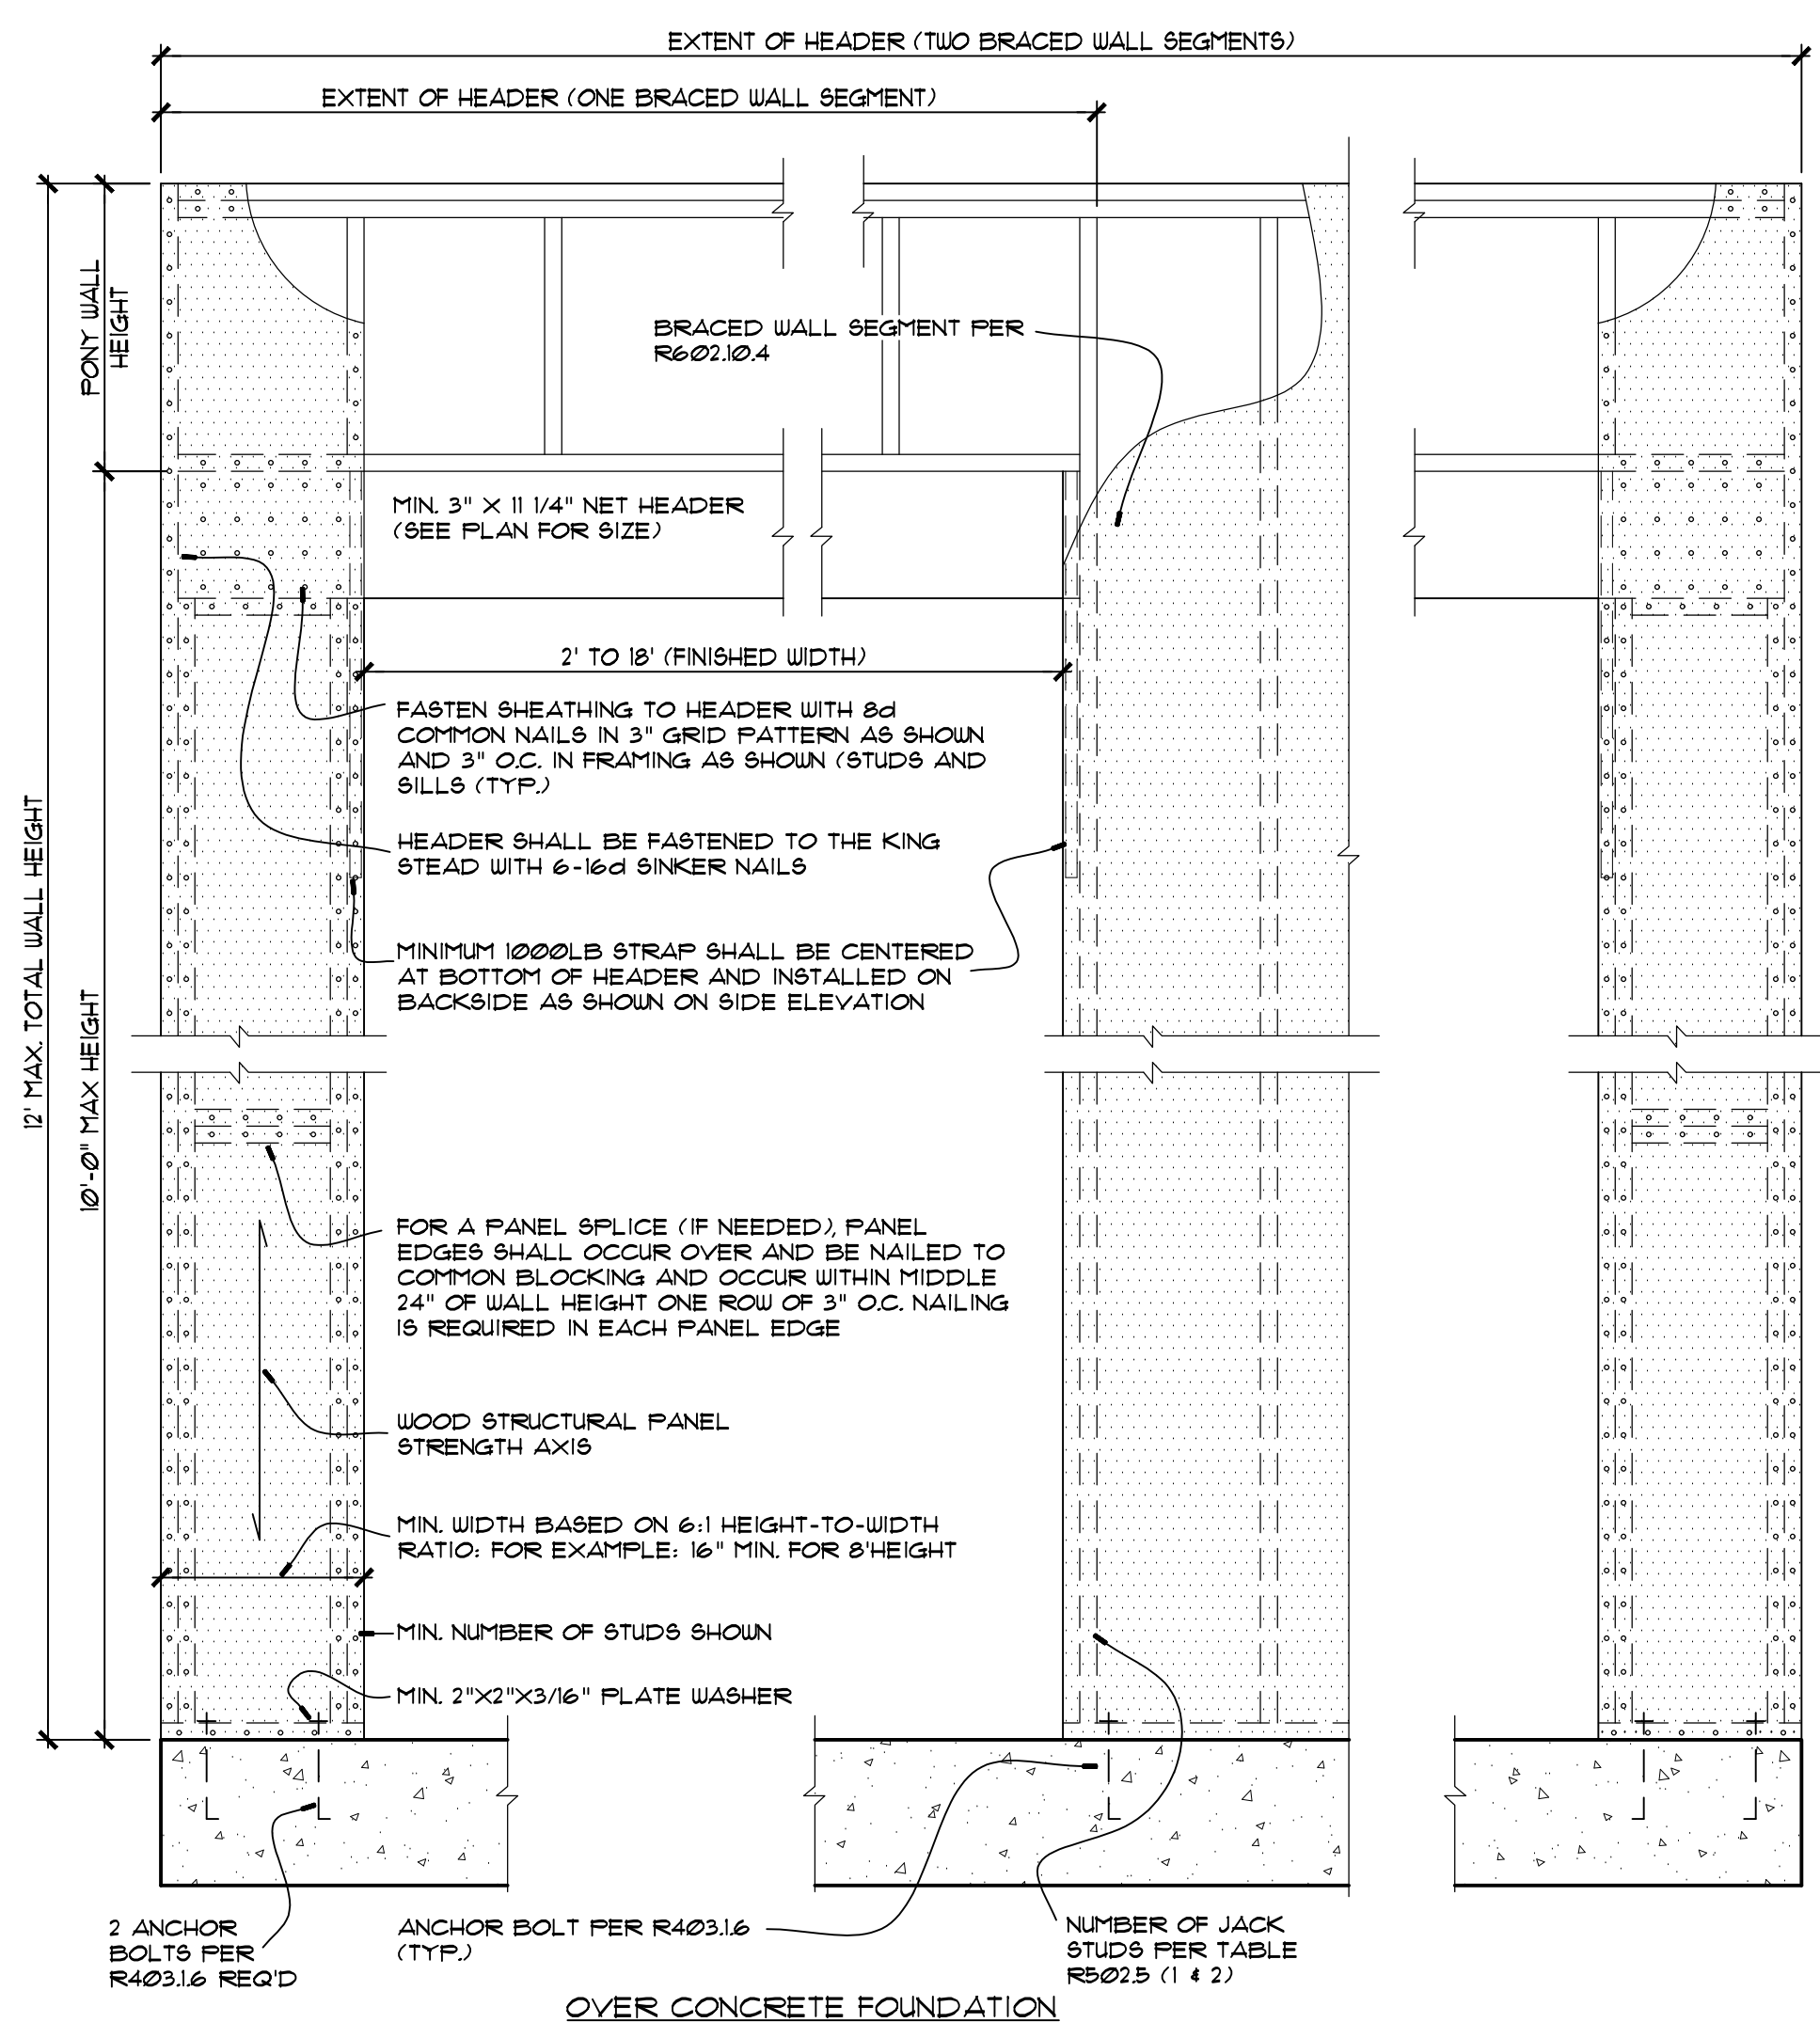 EXTENT OF HEADER (TWO BRACED WALL SEGMENTS)
EXTENT OF HEADER (ONE BRACED WALL SEGMENT)
PONY WALL
HEIGHT
12' MAX. TOTAL WALL HEIGHT
10'-0" MAX HEIGHT
BRACED WALL SEGMENT PER
R602.10.4
MIN. 3" X 11 1/4" NET HEADER
(SEE PLAN FOR SIZE)
2' TO 18' (FINISHED WIDTH)
FASTEN SHEATHING TO HEADER WITH 8d
COMMON NAILS IN 3" GRID PATTERN AS SHOWN
AND 3" O.C. IN FRAMING AS SHOWN (STUDS AND
SILLS (TYP.)
HEADER SHALL BE FASTENED TO THE KING
STEAD WITH 6-16d SINKER NAILS
MINIMUM 1000LB STRAP SHALL BE CENTERED
AT BOTTOM OF HEADER AND INSTALLED ON
BACKSIDE AS SHOWN ON SIDE ELEVATION
FOR A PANEL SPLICE (IF NEEDED), PANEL
EDGES SHALL OCCUR OVER AND BE NAILED TO
COMMON BLOCKING AND OCCUR WITHIN MIDDLE
24" OF WALL HEIGHT ONE ROW OF 3" O.C. NAILING
IS REQUIRED IN EACH PANEL EDGE
WOOD STRUCTURAL PANEL
STRENGTH AXIS
MIN. WIDTH BASED ON 6:1 HEIGHT-TO-WIDTH
RATIO: FOR EXAMPLE: 16" MIN. FOR 8'HEIGHT
MIN. NUMBER OF STUDS SHOWN
MIN. 2"X2"X3/16" PLATE WASHER
2 ANCHOR
BOLTS PER
R403.1.6 REQ'D
ANCHOR BOLT PER R403.1.6
(TYP.)
NUMBER OF JACK
STUDS PER TABLE
R502.5 (1 & 2)
OVER CONCRETE FOUNDATION